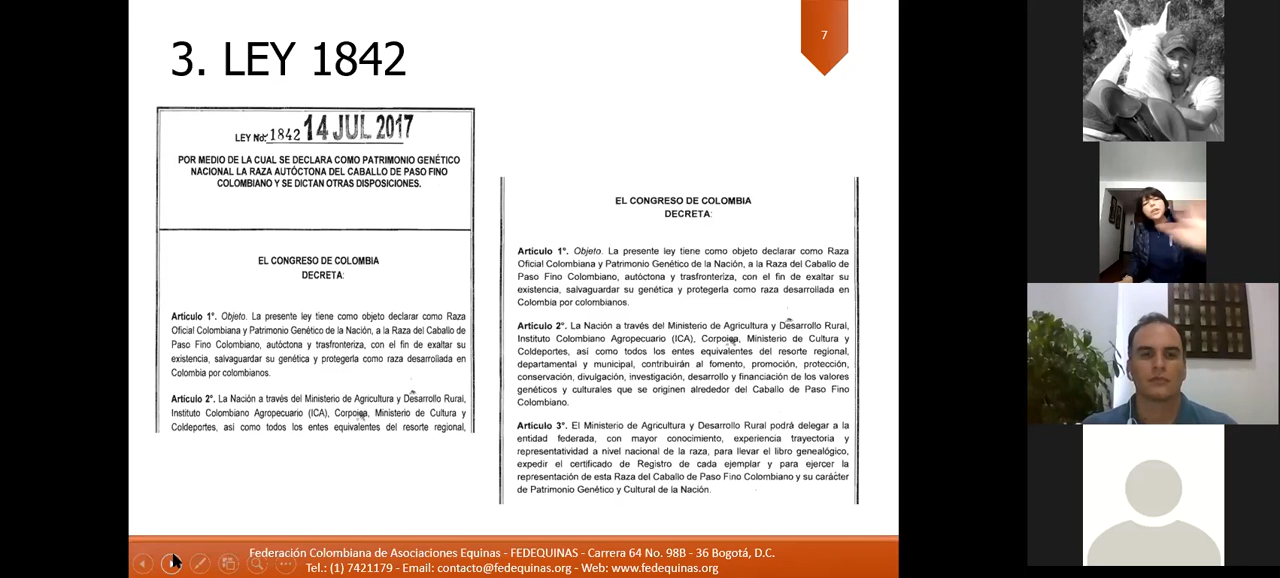 7
3. LEY 1842
LEY No. 1842 14 JUL 2017
POR MEDIO DE LA CUAL SE DECLARA COMO PATRIMONIO GENÉTICO
NACIONAL LA RAZA AUTÓCTONA DEL CABALLO DE PASO FINO
COLOMBIANO Y SE DICTAN OTRAS DISPOSICIONES.
EL CONGRESO DE COLOMBIA
DECRETA:
Artículo 1°. Objeto. La presente ley tiene como objeto declarar como Raza
Oficial Colombiana y Patrimonio Genético de la Nación, a la Raza del Caballo de
Paso Fino Colombiano, autóctona y trasfronteriza, con el fin de exaltar su
existencia, salvaguardar su genética y protegerla como raza desarrollada en
Colombia por colombianos.
Artículo 2°. La Nación a través del Ministerio de Agricultura y Desarrollo Rural,
Instituto Colombiano Agropecuario (ICA), Corpoica, Ministerio de Cultura y
Coldeportes, así como todos los entes equivalentes del resorte regional,
EL CONGRESO DE COLOMBIA
DECRETA:
Artículo 1°. Objeto. La presente ley tiene como objeto declarar como Raza
Oficial Colombiana y Patrimonio Genético de la Nación, a la Raza del Caballo de
Paso Fino Colombiano, autóctona y trasfronteriza, con el fin de exaltar su
existencia, salvaguardar su genética y protegerla como raza desarrollada en
Colombia por colombianos.
Artículo 2°. La Nación a través del Ministerio de Agricultura y Desarrollo Rural,
Instituto Colombiano Agropecuario (ICA), Corpoica, Ministerio de Cultura y
Coldeportes, así como todos los entes equivalentes del resorte regional,
departamental y municipal, contribuirán al fomento, promoción, protección,
conservación, divulgación, investigación, desarrollo y financiación de los valores
genéticos y culturales que se originen alrededor del Caballo de Paso Fino
Colombiano.
Artículo 3°. El Ministerio de Agricultura y Desarrollo Rural podrá delegar a la
entidad federada, con mayor conocimiento, experiencia trayectoria y
representatividad a nivel nacional de la raza, para llevar el libro genealógico,
expedir el certificado de Registro de cada ejemplar y para ejercer la
representación de esta Raza del Caballo de Paso Fino Colombiano y su carácter
de Patrimonio Genético y Cultural de la Nación.
Federación Colombiana de Asociaciones Equinas - FEDEQUINAS - Carrera 64 No. 98B - 36 Bogotá, D.C.
Tel.: (1) 7421179 - Email: contacto@fedequinas.org - Web: www.fedequinas.org